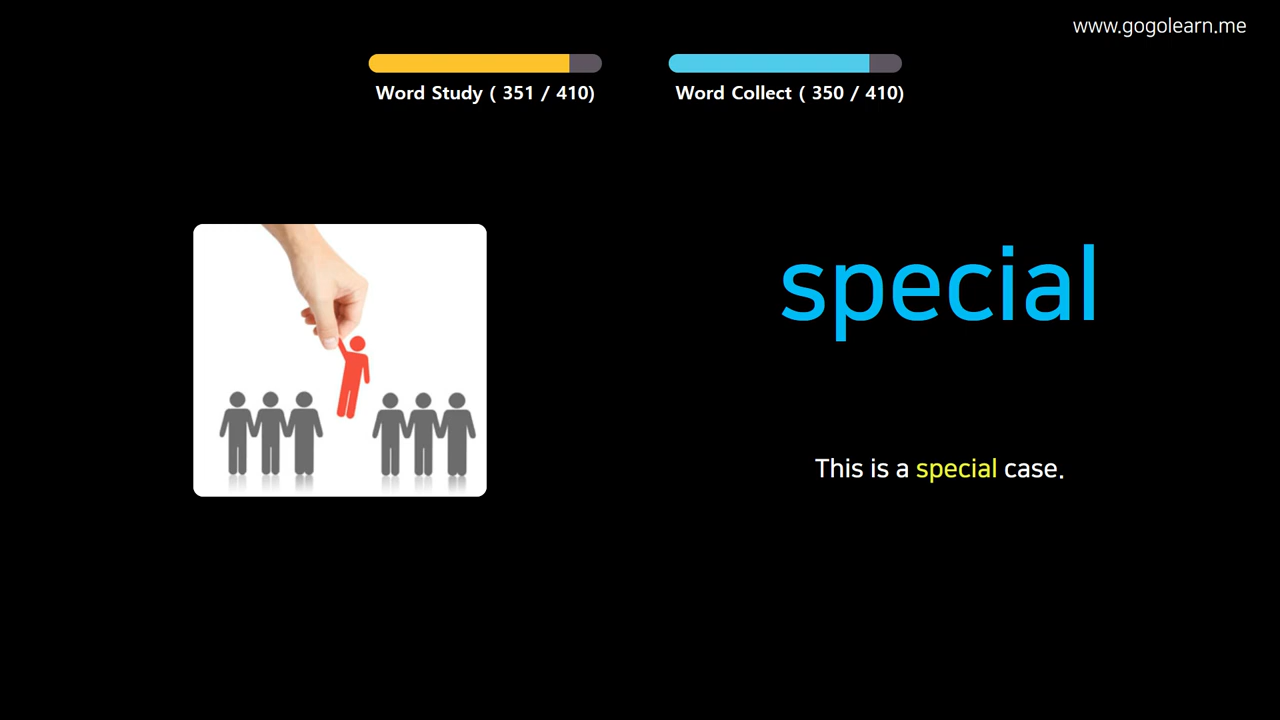 www.gogolearn.me
Word Study ( 351 / 410)
Word Collect ( 350 / 410)
special
This is a special case.